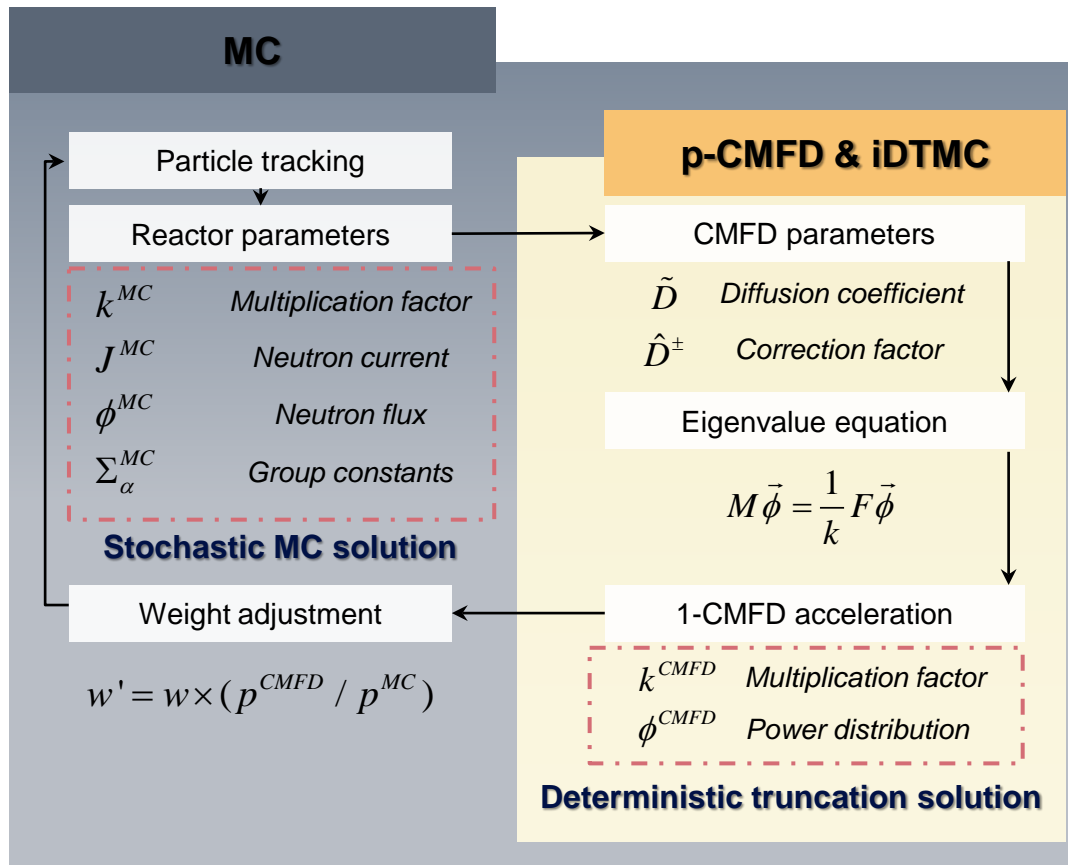 MC
Particle tracking
Reactor parameters
k^{MC} Multiplication factor
J^{MC} Neutron current
ϕ^{MC} Neutron flux
Σ_α^{MC} Group constants
Stochastic MC solution
Weight adjustment
w' = w × ( p^{CMFD} / p^{MC} )
p-CMFD & iDTMC
CMFD parameters
D̃ Diffusion coefficient
D̂^± Correction factor
Eigenvalue equation
Mϕ⃗ = \frac{1}{k} Fϕ⃗
1-CMFD acceleration
k^{CMFD} Multiplication factor
ϕ^{CMFD} Power distribution
Deterministic truncation solution